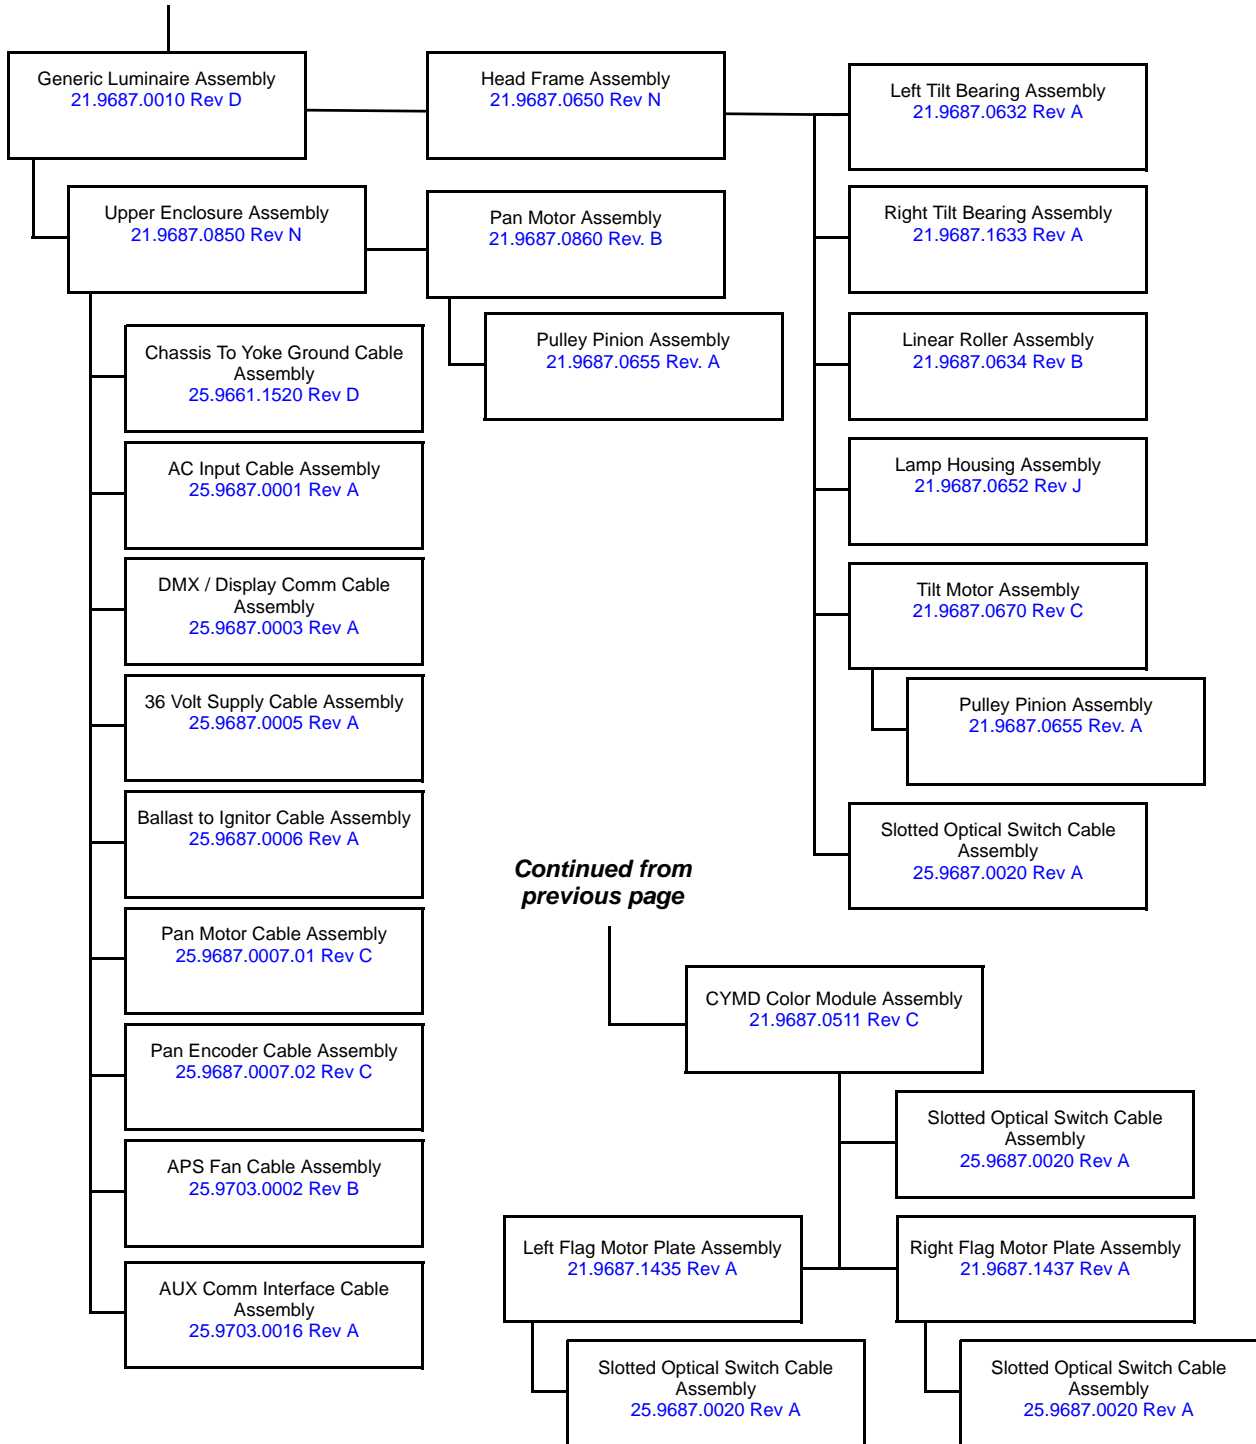 Generic Luminaire Assembly
21.9687.0010 Rev D
Head Frame Assembly
21.9687.0650 Rev N
Left Tilt Bearing Assembly
21.9687.0632 Rev A
Upper Enclosure Assembly
21.9687.0850 Rev N
Pan Motor Assembly
21.9687.0860 Rev. B
Right Tilt Bearing Assembly
21.9687.1633 Rev A
Chassis To Yoke Ground Cable
Assembly
25.9661.1520 Rev D
Pulley Pinion Assembly
21.9687.0655 Rev. A
Linear Roller Assembly
21.9687.0634 Rev B
AC Input Cable Assembly
25.9687.0001 Rev A
Lamp Housing Assembly
21.9687.0652 Rev J
DMX / Display Comm Cable
Assembly
25.9687.0003 Rev A
Tilt Motor Assembly
21.9687.0670 Rev C
36 Volt Supply Cable Assembly
25.9687.0005 Rev A
Pulley Pinion Assembly
21.9687.0655 Rev. A
Ballast to Ignitor Cable Assembly
25.9687.0006 Rev A
Slotted Optical Switch Cable
Assembly
25.9687.0020 Rev A
Continued from
previous page
Pan Motor Cable Assembly
25.9687.0007.01 Rev C
CYMD Color Module Assembly
21.9687.0511 Rev C
Pan Encoder Cable Assembly
25.9687.0007.02 Rev C
Slotted Optical Switch Cable
Assembly
25.9687.0020 Rev A
APS Fan Cable Assembly
25.9703.0002 Rev B
Left Flag Motor Plate Assembly
21.9687.1435 Rev A
Right Flag Motor Plate Assembly
21.9687.1437 Rev A
AUX Comm Interface Cable
Assembly
25.9703.0016 Rev A
Slotted Optical Switch Cable
Assembly
25.9687.0020 Rev A
Slotted Optical Switch Cable
Assembly
25.9687.0020 Rev A